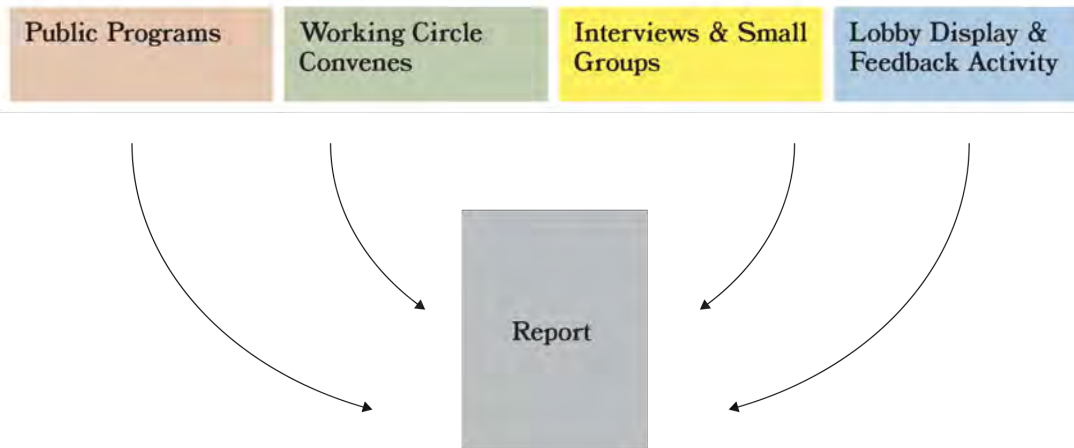 Public Programs
Working Circle
Convenes
Interviews & Small
Groups
Lobby Display &
Feedback Activity
Report